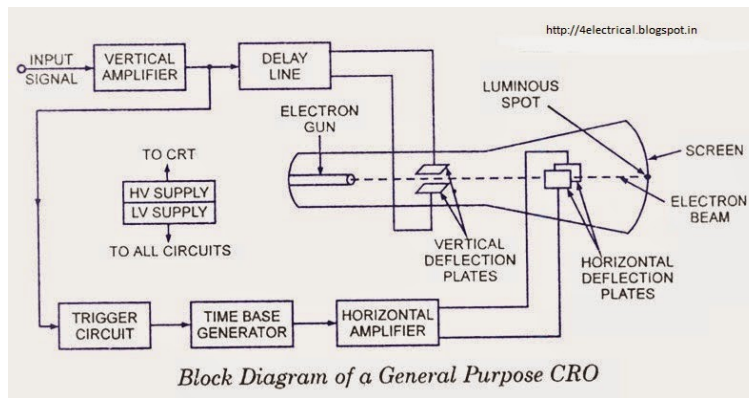 http://4electrical.blogspot.in
INPUT
SIGNAL
VERTICAL
AMPLIFIER
DELAY
LINE
LUMINOUS
SPOT
ELECTRON
GUN
SCREEN
TO CRT
HV SUPPLY
LV SUPPLY
TO ALL CIRCUITS
ELECTRON
BEAM
VERTICAL
DEFLECTION
PLATES
HORIZONTAL
DEFLECTION
PLATES
TRIGGER
CIRCUIT
TIME BASE
GENERATOR
HORIZONTAL
AMPLIFIER
Block Diagram of a General Purpose CRO